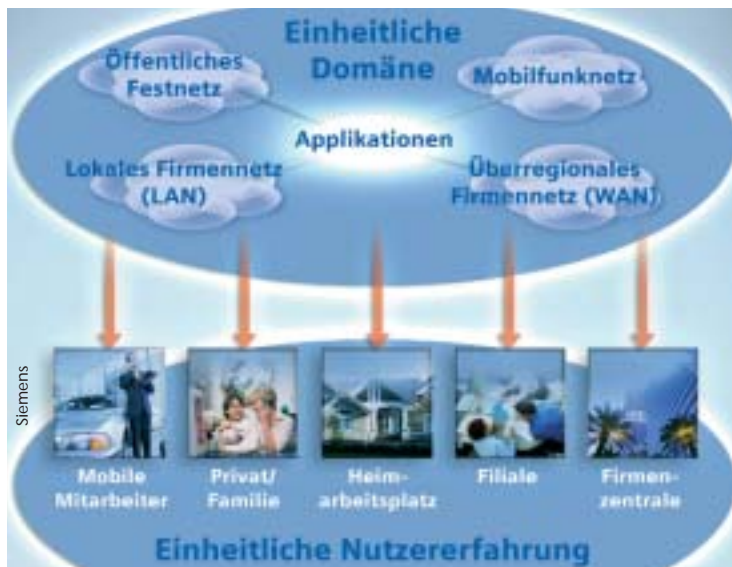 Einheitliche
Domäne
Öffentliches
Festnetz
Mobilfunknetz
Applikationen
Lokales Firmennetz
(LAN)
Überregionales
Firmennetz (WAN)
Siemens
Mobile
Mitarbeiter
Privat/
Familie
Heim-
arbeitsplatz
Filiale
Firmen-
zentrale
Einheitliche Nutzererfahrung